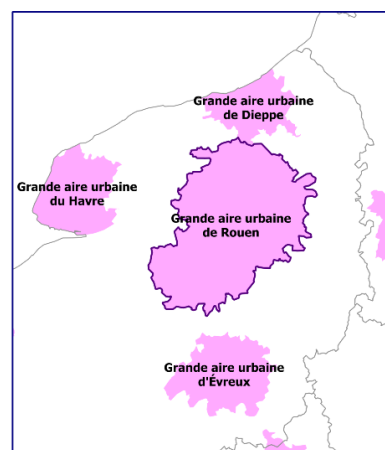 Grande aire urbaine
de Dieppe
Grande aire urbaine
du Havre
Grande aire urbaine
de Rouen
Grande aire urbaine
d'Évreux